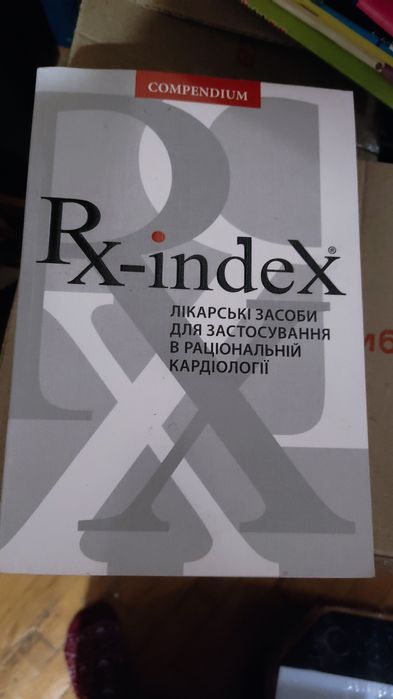 COMPENDIUM
Rx-index®
ЛІКАРСЬКІ ЗАСОБИ
ДЛЯ ЗАСТОСУВАННЯ
В РАЦІОНАЛЬНІЙ
КАРДІОЛОГІЇ